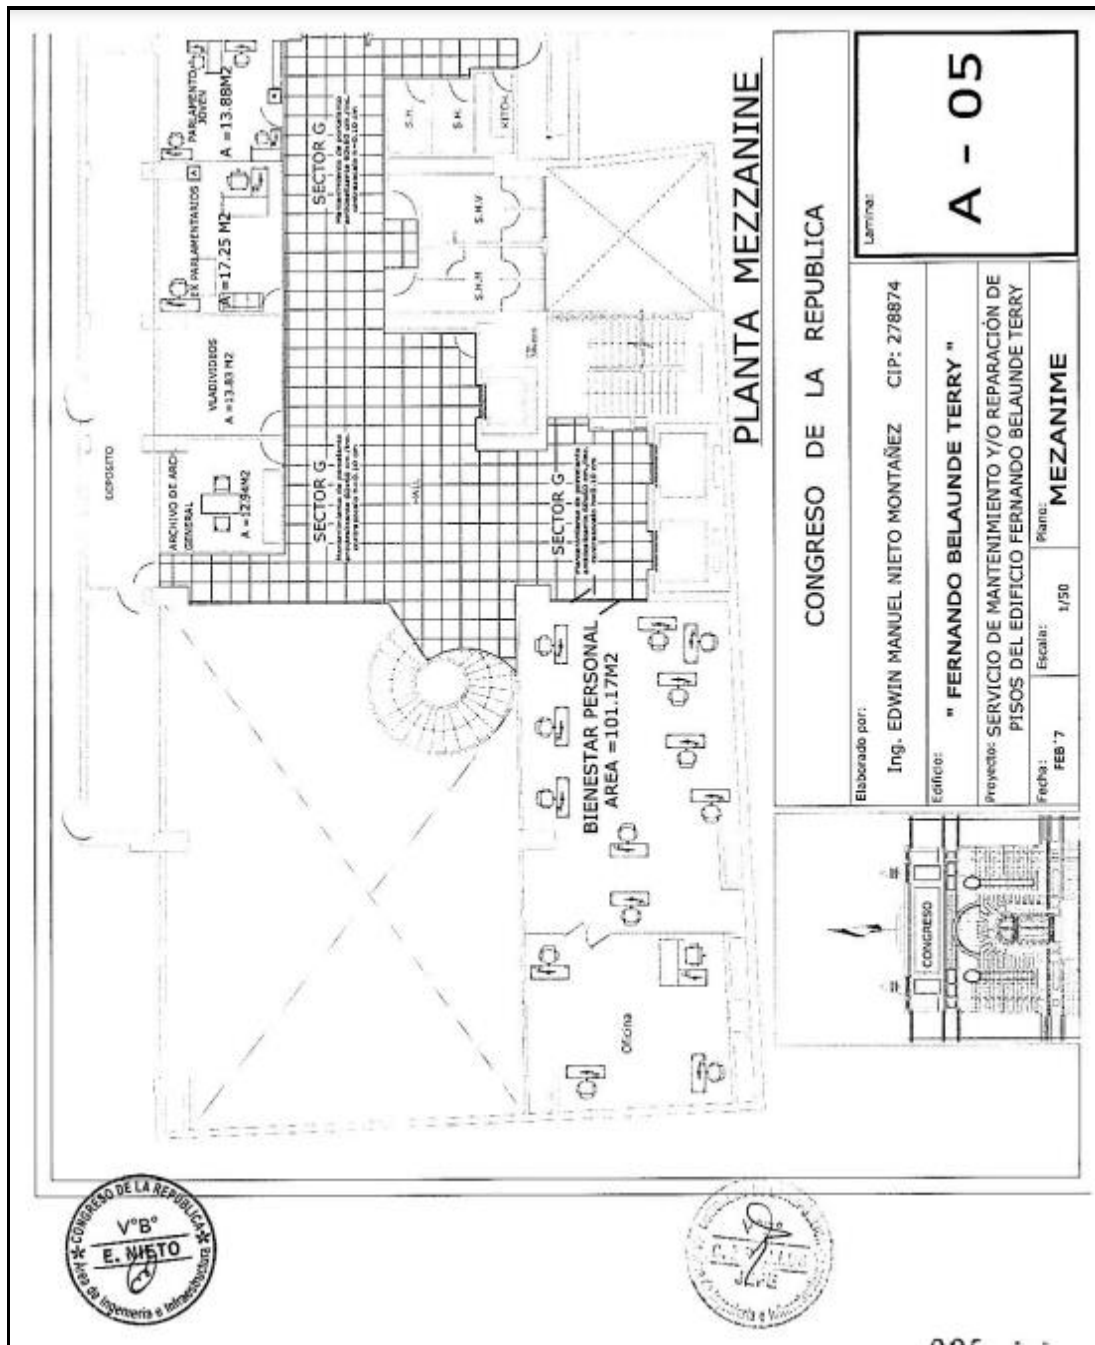 PARLAMENTO
JOVEN
A =13.88M2
EX PARLAMENTARIOS
A =17.25 M2
VLADIVIDEOS
A =13.83 M2
ARCHIVO DE ARCH.
GENERAL
A =12.94M2
DEPOSITO
SECTOR G
SECTOR G
HALL
SECTOR G
S.H.
S.H.
KITCH.
S.H.V
S.H.M
BIENESTAR PERSONAL
AREA =101.17M2
Oficina
PLANTA MEZZANINE
CONGRESO DE LA REPUBLICA
Lamina:
A - 05
Elaborado por:
Ing. EDWIN MANUEL NIETO MONTAÑEZ CIP: 278874
Edificio:
" FERNANDO BELAUNDE TERRY "
Proyecto: SERVICIO DE MANTENIMIENTO Y/O REPARACIÓN DE
PISOS DEL EDIFICIO FERNANDO BELAUNDE TERRY
Fecha:
FEB '7
Escala:
1/50
Plano:
MEZANIME
CONGRESO
CONGRESO DE LA REPUBLICA
V°B°
E. NIETO
Area de Ingenieria e Infraestructura